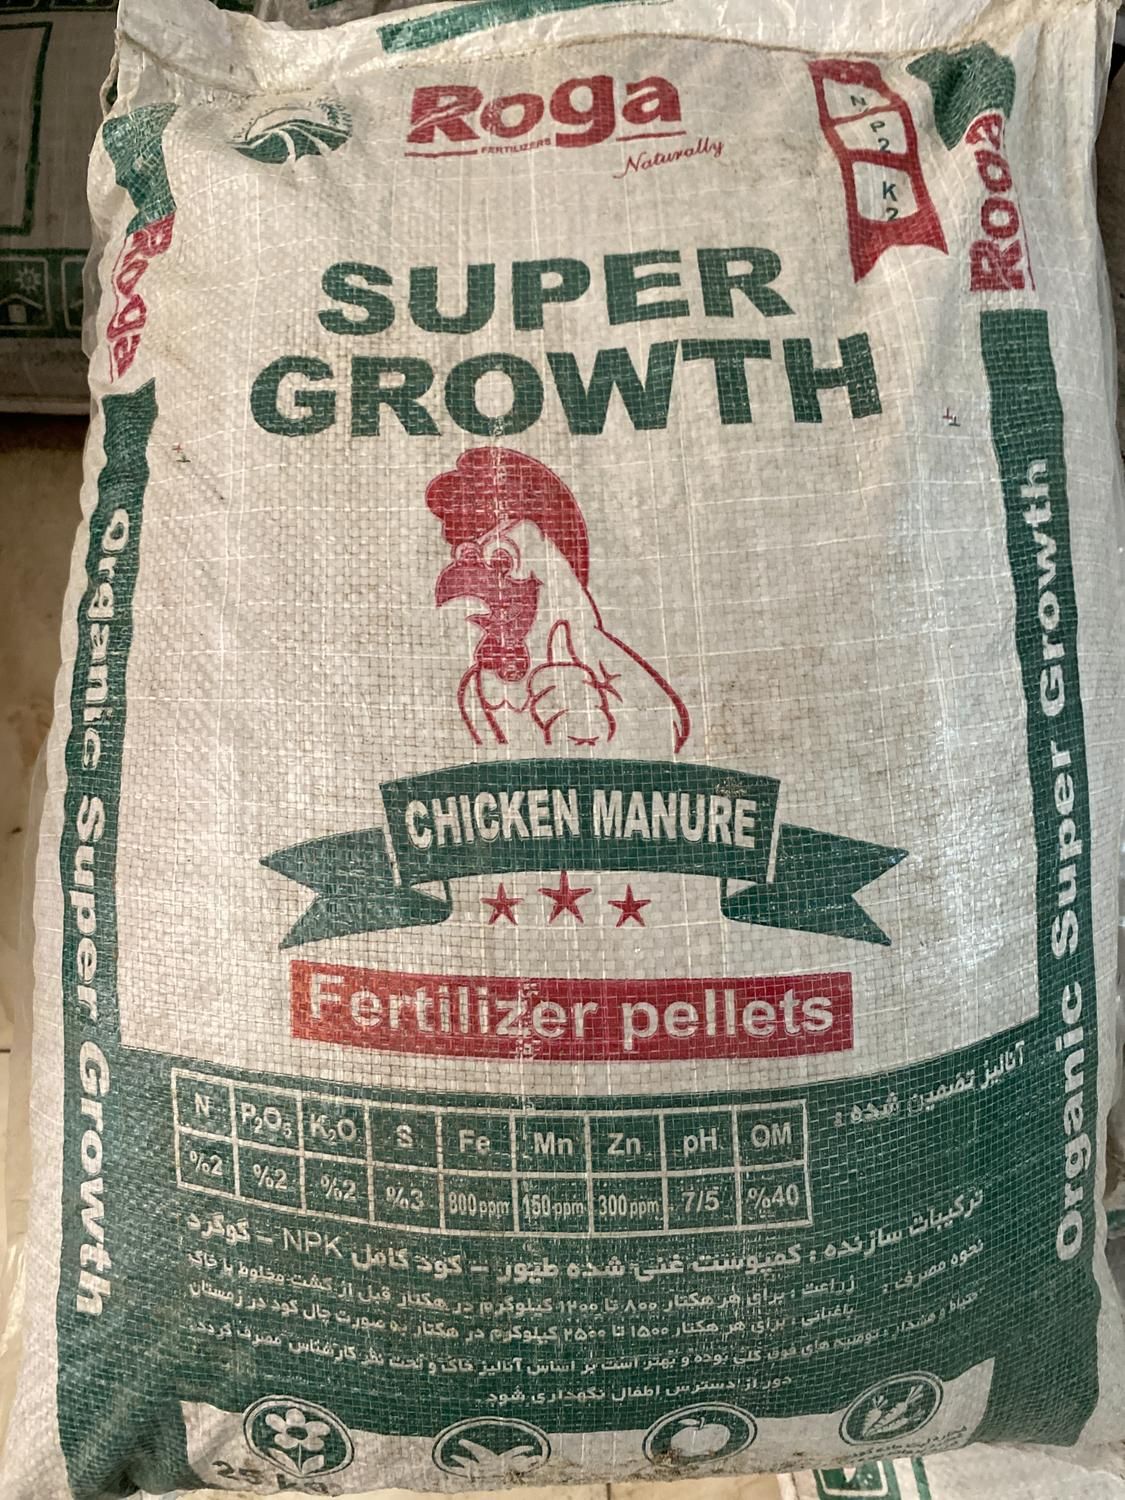 Roga
FERTILIZERS
Naturally
N
P
2
K
2
Roga
Roga
SUPER
GROWTH
Organic Super Growth
Organic Super Growth
CHICKEN MANURE
Fertilizer pellets
آنالیز تضمین شده :
N P₂O₅ K₂O S Fe Mn Zn pH OM
%2 %2 %2 %3 800 ppm 150 ppm 300 ppm 7/5 %40
ترکیبات سازنده : کمپوست غنی شده طیور – کود کامل NPK – گوگرد
نحوه مصرف : زراعت : برای هر هکتار ۸۰۰ تا ۱۲۰۰ کیلوگرم در هکتار قبل از کشت مخلوط با خاک
باغبانی : برای هر هکتار ۱۵۰۰ تا ۲۵۰۰ کیلوگرم در هکتار به صورت چال کود در زمستان
و هشدار : توصیه های فوق کلی بوده و بهتر است بر اساس آنالیز خاک و تحت نظر کارشناس مصرف گردد.
دور از دسترس اطفال نگهداری شود
25 kg